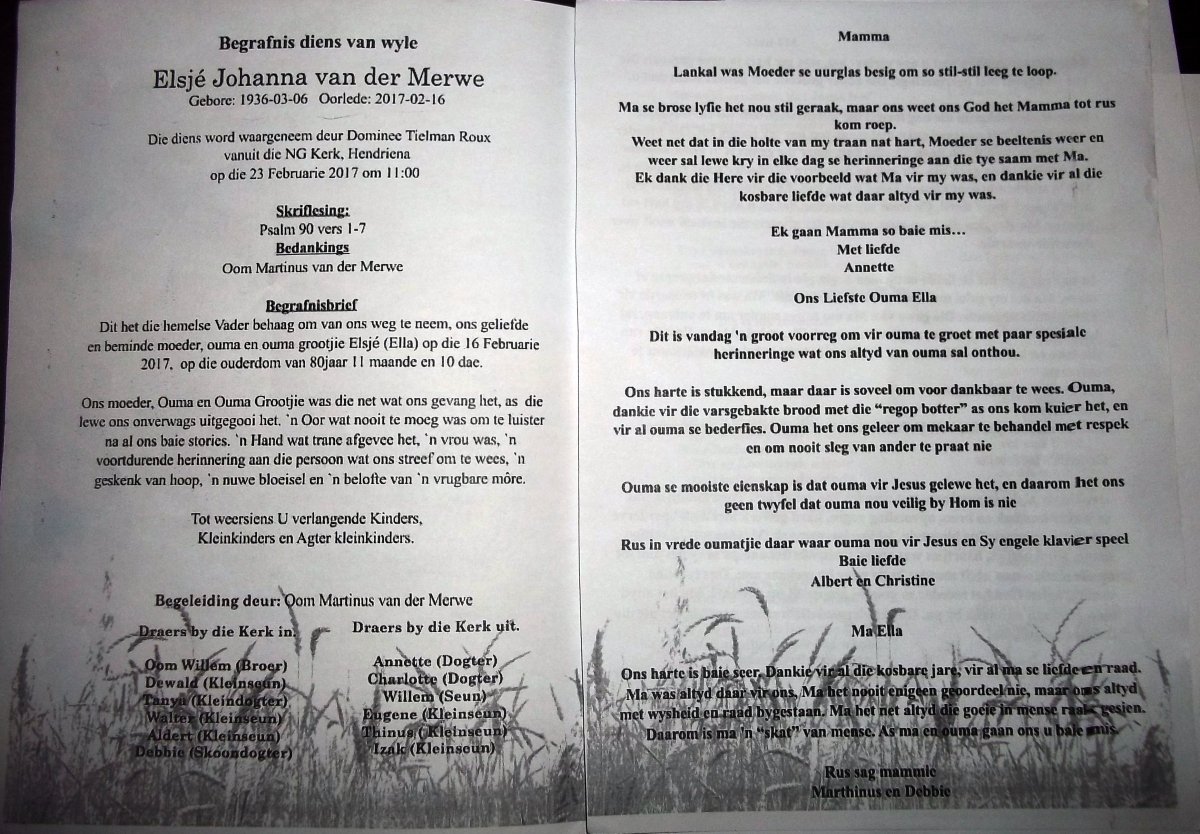 Begrafnis diens van wyle
Elsjé Johanna van der Merwe
Gebore: 1936-03-06 Oorlede: 2017-02-16
Die diens word waargeneem deur Dominee Tielman Roux
vanuit die NG Kerk, Hendriena
op die 23 Februarie 2017 om 11:00
Skriflesing:
Psalm 90 vers 1-7
Bedankings
Oom Martinus van der Merwe
Begrafnisbrief
Dit het die hemelse Vader behaag om van ons weg te neem, ons geliefde
en beminde moeder, ouma en ouma grootjie Elsjé (Ella) op die 16 Februarie
2017, op die ouderdom van 80jaar 11 maande en 10 dae.
Ons moeder, Ouma en Ouma Grootjie was die net wat ons gevang het, as die
lewe ons onverwags uitgegooi het. `n Oor wat nooit te moeg was om te luister
na al ons baie stories. `n Hand wat trane afgevee het, `n vrou was, `n
voortdurende herinnering aan die persoon wat ons streef om te wees, `n
geskenk van hoop, `n nuwe bloeisel en `n belofte van `n vrugbare môre.
Tot weersiens U verlangende Kinders,
Kleinkinders en Agter kleinkinders.
Begeleiding deur: Oom Martinus van der Merwe
Draers by die Kerk in.
Oom Willem (Broer)
Dewald (Kleinseun)
Tanya (Kleindogter)
Walter (Kleinseun)
Aldert (Kleinseun)
Debbie (Skoondogter)
Draers by die Kerk uit.
Annette (Dogter)
Charlotte (Dogter)
Willem (Seun)
Eugene (Kleinseun)
Thinus (Kleinseun)
Izak (Kleinseun)
Mamma
Lankal was Moeder se uurglas besig om so stil-stil leeg te loop.
Ma se brose lyfie het nou stil geraak, maar ons weet ons God het Mamma tot rus
kom roep.
Weet net dat in die holte van my traan nat hart, Moeder se beeltenis weer en
weer sal lewe kry in elke dag se herinneringe aan die tye saam met Ma.
Ek dank die Here vir die voorbeeld wat Ma vir my was, en dankie vir al die
kosbare liefde wat daar altyd vir my was.
Ek gaan Mamma so baie mis…
Met liefde
Annette
Ons Liefste Ouma Ella
Dit is vandag 'n groot voorreg om vir ouma te groet met paar spesiale
herinneringe wat ons altyd van ouma sal onthou.
Ons harte is stukkend, maar daar is soveel om voor dankbaar te wees. Ouma,
dankie vir die varsgebakte brood met die “regop botter” as ons kom kuier het, en
vir al ouma se bederfies. Ouma het ons geleer om mekaar te behandel met respek
en om nooit sleg van ander te praat nie
Ouma se mooiste eienskap is dat ouma vir Jesus gelewe het, en daarom het ons
geen twyfel dat ouma nou veilig by Hom is nie
Rus in vrede oumatjie daar waar ouma nou vir Jesus en Sy engele klavier speel
Baie liefde
Albert en Christine
Ma Ella
Ons harte is baie seer, Dankie vir al die kosbare jare, vir al ma se liefde en raad.
Ma was altyd daar vir ons, Ma het nooit enigeen geoordeel nie, maar ons altyd
met wysheid en raad bygestaan. Ma het net altyd die goeie in mense raak gesien.
Daarom is ma 'n “skat” van mense. As ma en ouma gaan ons u baie mis.
Rus sag mammie
Marthinus en Debbie